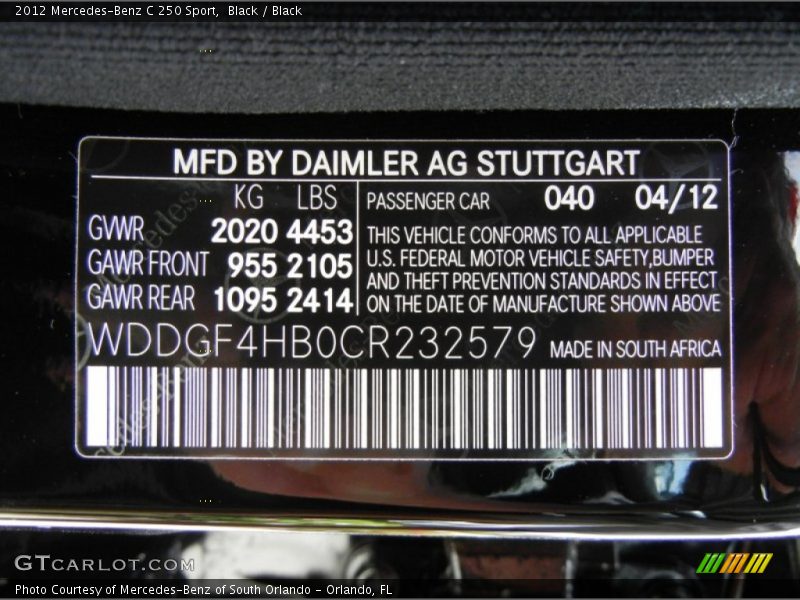 2012 Mercedes-Benz C 250 Sport, Black / Black
MFD BY DAIMLER AG STUTTGART
KG LBS
GWR 2020 4453
GAWR FRONT 955 2105
GAWR REAR 1095 2414
PASSENGER CAR 040 04/12
THIS VEHICLE CONFORMS TO ALL APPLICABLE
U.S. FEDERAL MOTOR VEHICLE SAFETY,BUMPER
AND THEFT PREVENTION STANDARDS IN EFFECT
ON THE DATE OF MANUFACTURE SHOWN ABOVE
WDDGF4HB0CR232579 MADE IN SOUTH AFRICA
GTCARLOT.COM
Photo Courtesy of Mercedes-Benz of South Orlando - Orlando, FL